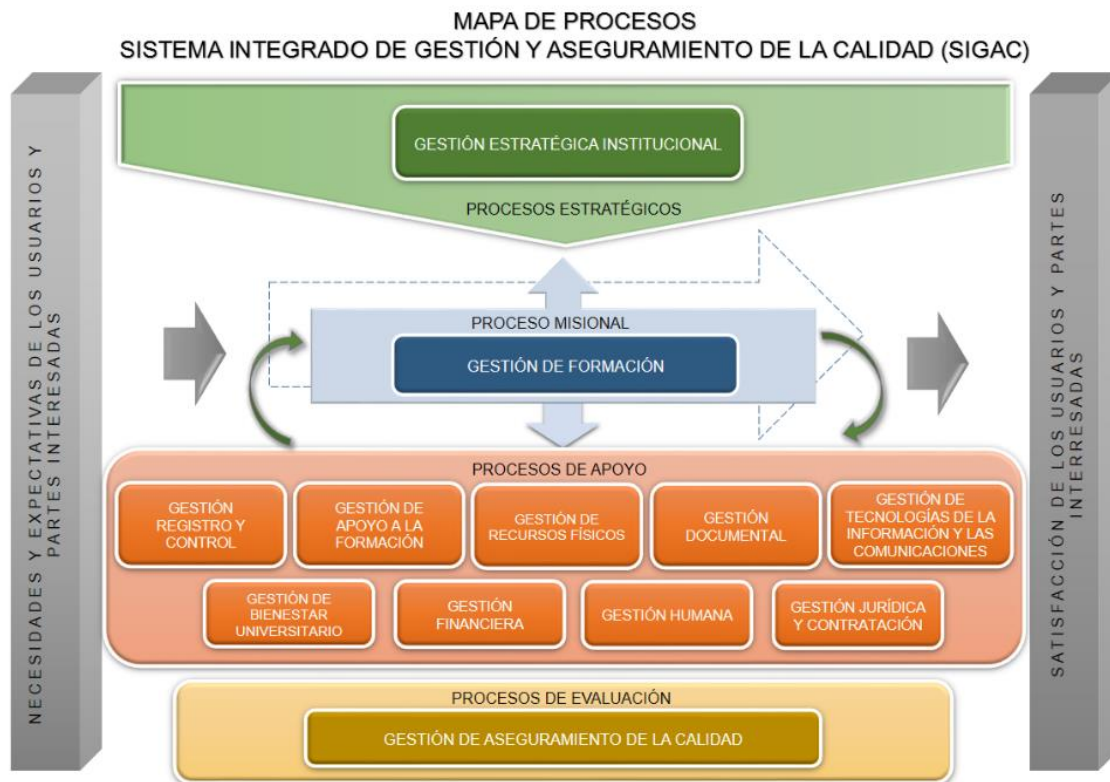 MAPA DE PROCESOS
SISTEMA INTEGRADO DE GESTIÓN Y ASEGURAMIENTO DE LA CALIDAD (SIGAC)
NECESIDADES Y EXPECTATIVAS DE LOS USUARIOS Y
PARTES INTERESADAS
GESTIÓN ESTRATÉGICA INSTITUCIONAL
PROCESOS ESTRATÉGICOS
PROCESO MISIONAL
GESTIÓN DE FORMACIÓN
PROCESOS DE APOYO
GESTIÓN
REGISTRO Y
CONTROL
GESTIÓN DE
APOYO A LA
FORMACIÓN
GESTIÓN DE
RECURSOS FÍSICOS
GESTIÓN
DOCUMENTAL
GESTIÓN DE
TECNOLOGÍAS DE LA
INFORMACIÓN Y LAS
COMUNICACIONES
GESTIÓN DE
BIENESTAR
UNIVERSITARIO
GESTIÓN
FINANCIERA
GESTIÓN HUMANA
GESTIÓN JURÍDICA
Y CONTRATACIÓN
PROCESOS DE EVALUACIÓN
GESTIÓN DE ASEGURAMIENTO DE LA CALIDAD
SATISFACCIÓN DE LOS USUARIOS Y PARTES
INTERRESADAS